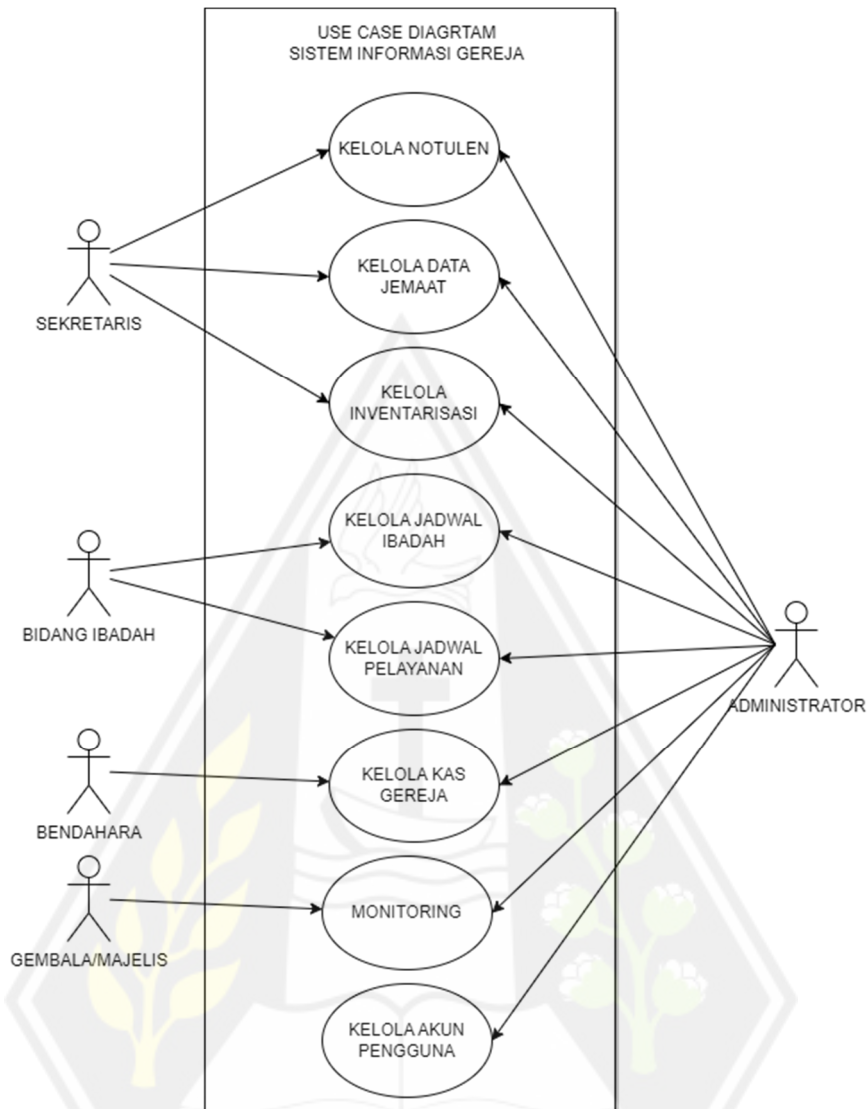 USE CASE DIAGRTAM
SISTEM INFORMASI GEREJA
KELOLA NOTULEN
KELOLA DATA
JEMAAT
SEKRETARIS
KELOLA
INVENTARISASI
KELOLA JADWAL
IBADAH
BIDANG IBADAH
KELOLA JADWAL
PELAYANAN
ADMINISTRATOR
KELOLA KAS
GEREJA
BENDAHARA
MONITORING
GEMBALA/MAJELIS
KELOLA AKUN
PENGGUNA